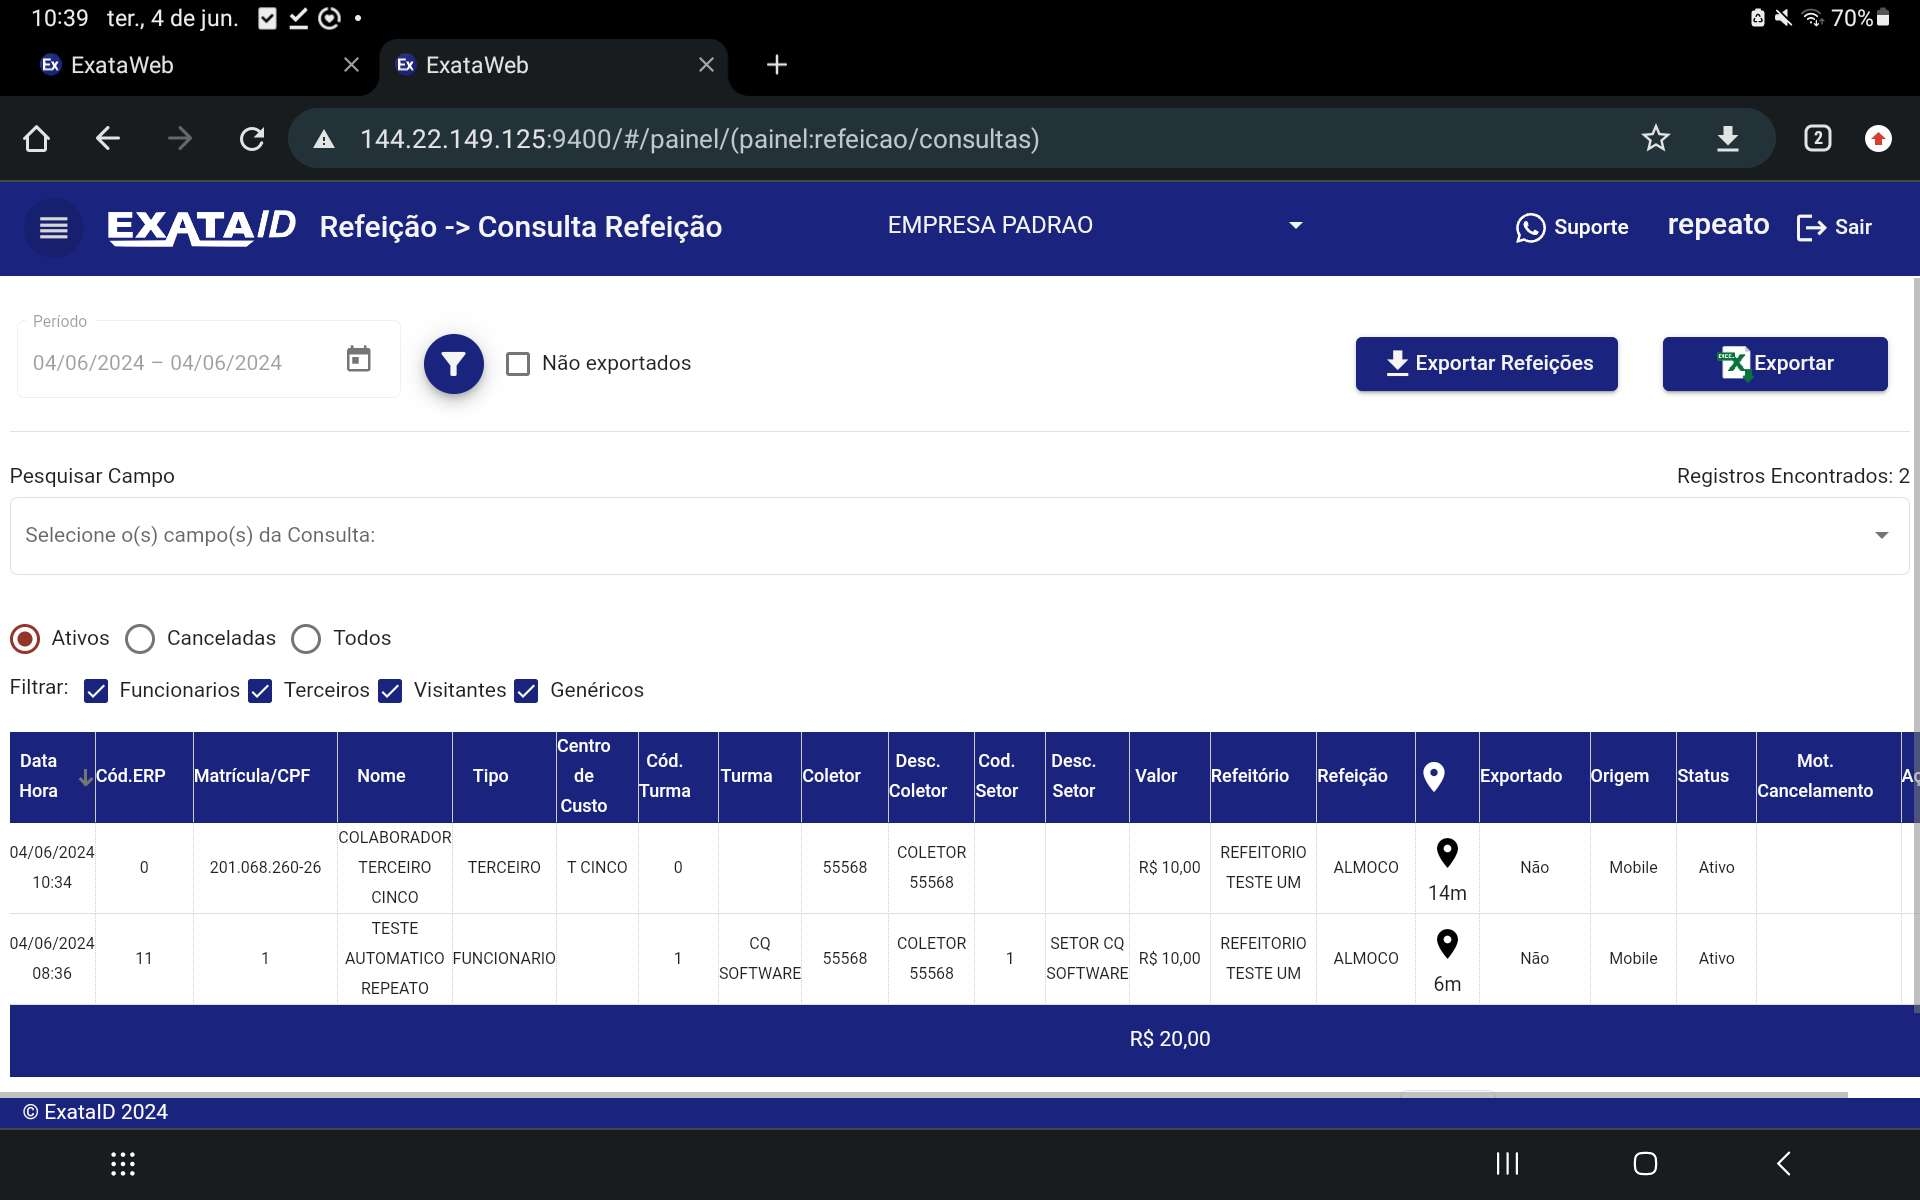 10:39 ter., 4 de jun. 70%
Ex ExataWeb Ex ExataWeb
144.22.149.125:9400/#/painel/(painel:refeicao/consultas) 2
EXATAID Refeição -> Consulta Refeição EMPRESA PADRAO Suporte repeato Sair
Período
04/06/2024 – 04/06/2024 Não exportados Exportar Refeições Exportar
Pesquisar Campo Registros Encontrados: 2
Selecione o(s) campo(s) da Consulta:
Ativos Canceladas Todos
Filtrar: Funcionarios Terceiros Visitantes Genéricos
Data Hora Cód.ERP Matrícula/CPF Nome Tipo Centro de Custo Cód. Turma Turma Coletor Desc. Coletor Cod. Setor Desc. Setor Valor Refeitório Refeição Exportado Origem Status Mot. Cancelamento
04/06/2024 10:34 0 201.068.260-26 COLABORADOR TERCEIRO CINCO TERCEIRO T CINCO 0 55568 COLETOR 55568 R$ 10,00 REFEITORIO TESTE UM ALMOCO 14m Não Mobile Ativo
04/06/2024 08:36 11 1 TESTE AUTOMATICO REPEATO FUNCIONARIO 1 CQ SOFTWARE 55568 COLETOR 55568 1 SETOR CQ SOFTWARE R$ 10,00 REFEITORIO TESTE UM ALMOCO 6m Não Mobile Ativo
R$ 20,00
© ExataID 2024